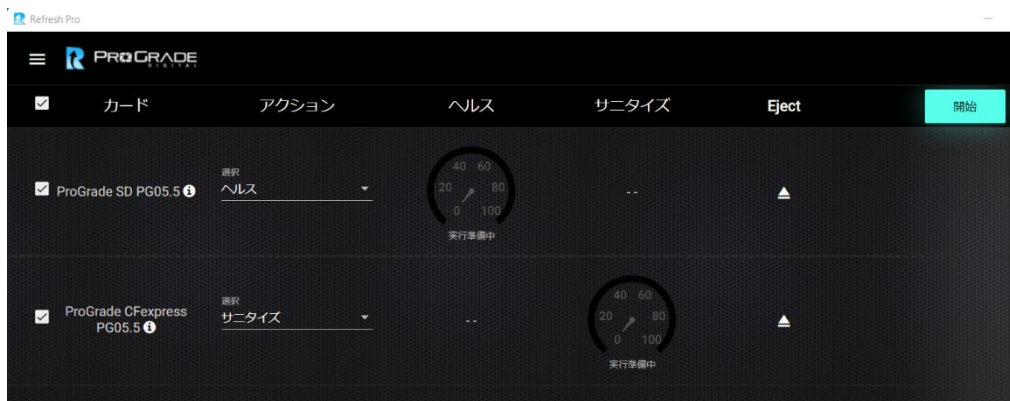 Refresh Pro
PROGRADE
DIGITAL
カード アクション ヘルス サニタイズ Eject 開始
ProGrade SD PG05.5
選択
ヘルス
0 20 40 60 80 100
実行準備中
--
ProGrade CFexpress
PG05.5
選択
サニタイズ
--
0 20 40 60 80 100
実行準備中